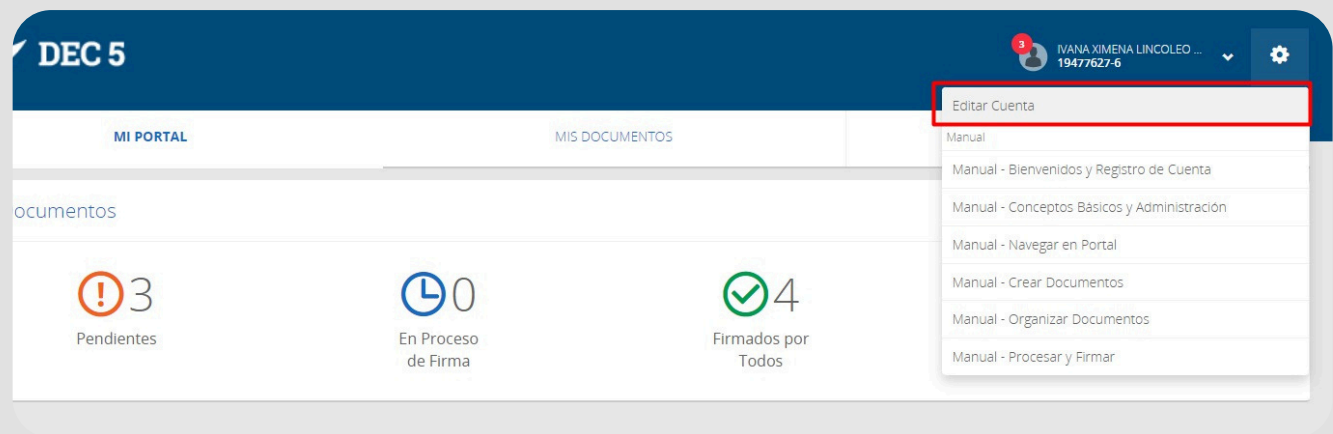 DEC 5
3
IVANA XIMENA LINCOLEO ...
19477627-6
Editar Cuenta
MI PORTAL
MIS DOCUMENTOS
Manual
Manual - Bienvenidos y Registro de Cuenta
Manual - Conceptos Básicos y Administración
Manual - Navegar en Portal
Manual - Crear Documentos
Manual - Organizar Documentos
Manual - Procesar y Firmar
ocumentos
3
Pendientes
0
En Proceso
de Firma
4
Firmados por
Todos